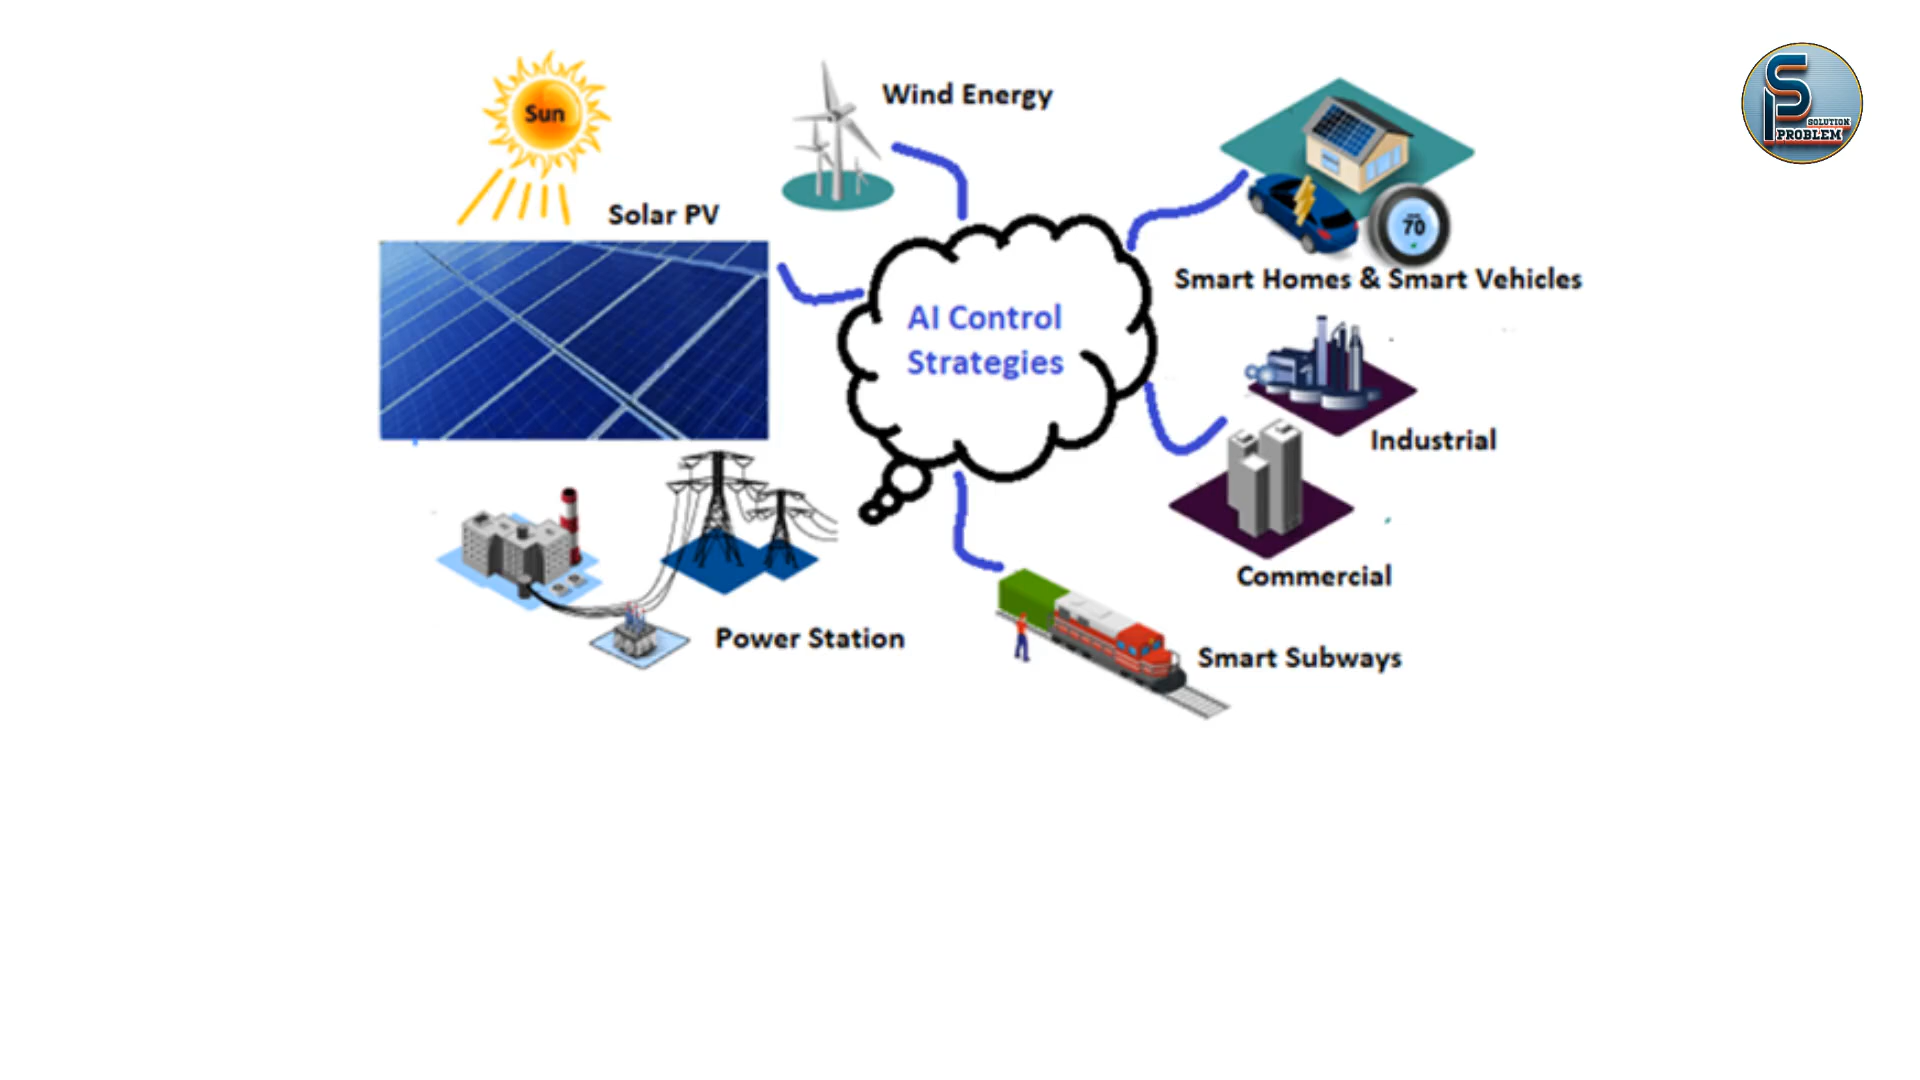 Sun
Wind Energy
Solar PV
70
Smart Homes & Smart Vehicles
AI Control
Strategies
Industrial
Commercial
Power Station
Smart Subways
SP
SOLUTION
PROBLEM